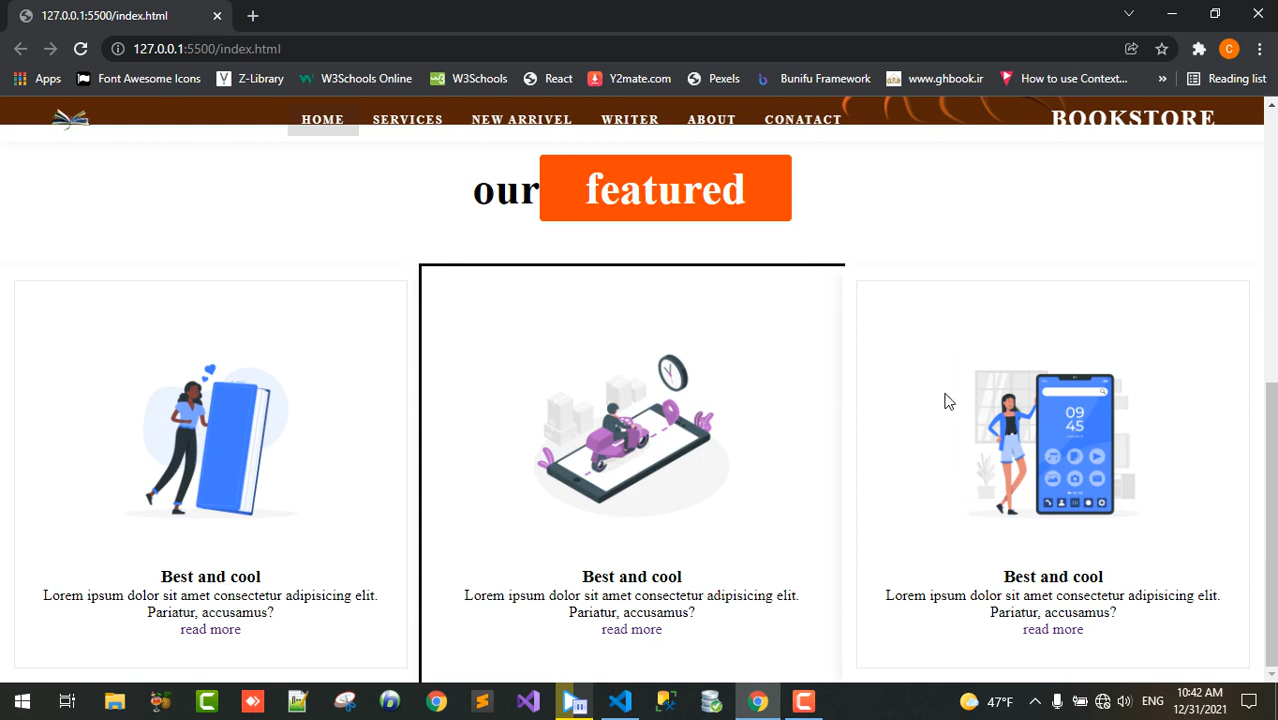 127.0.0.1:5500/index.html
127.0.0.1:5500/index.html
C
Apps Font Awesome Icons Z-Library W3Schools Online W3Schools React Y2mate.com Pexels Bunifu Framework www.ghbook.ir How to use Context... » Reading list
HOME SERVICES NEW ARRIVEL WRITER ABOUT CONATACT BOOKSTORE
our featured
09
45
Best and cool
Lorem ipsum dolor sit amet consectetur adipisicing elit.
Pariatur, accusamus?
read more
Best and cool
Lorem ipsum dolor sit amet consectetur adipisicing elit.
Pariatur, accusamus?
read more
Best and cool
Lorem ipsum dolor sit amet consectetur adipisicing elit.
Pariatur, accusamus?
read more
47°F ENG 10:42 AM
12/31/2021